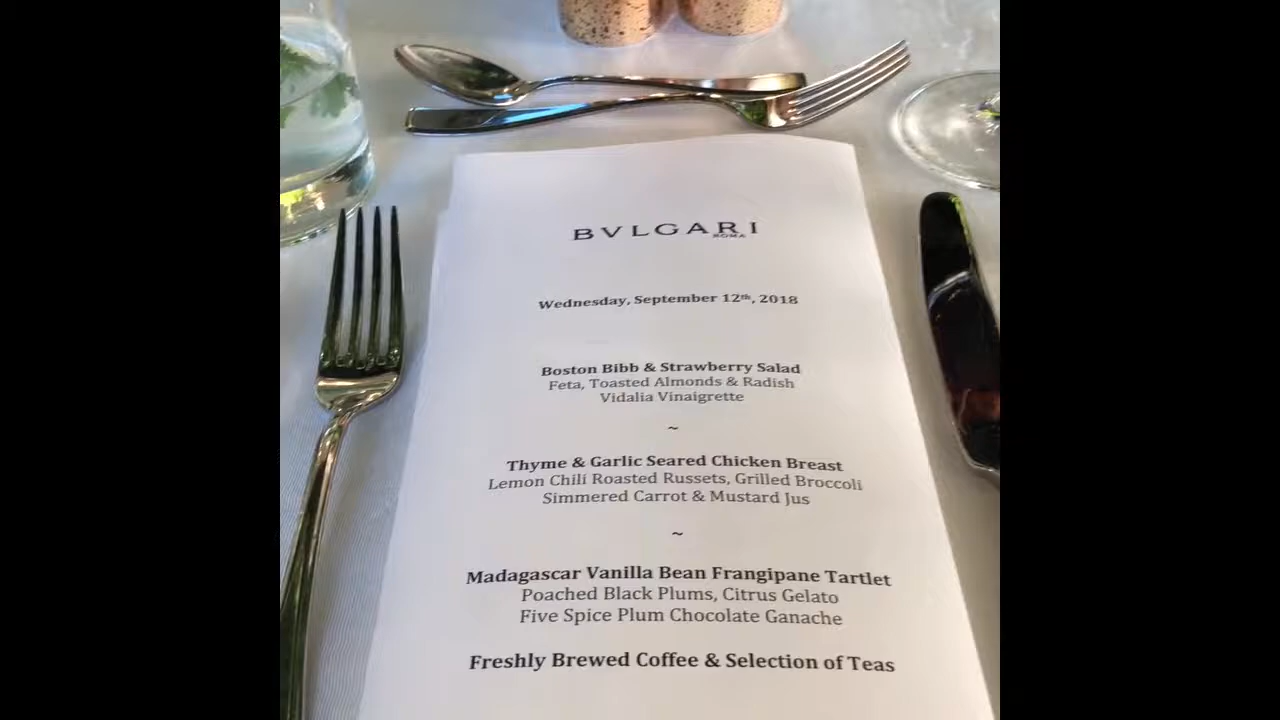 BVLGARI
ROMA
Wednesday, September 12th, 2018
Boston Bibb & Strawberry Salad
Feta, Toasted Almonds & Radish
Vidalia Vinaigrette
~
Thyme & Garlic Seared Chicken Breast
Lemon Chili Roasted Russets, Grilled Broccoli
Simmered Carrot & Mustard Jus
~
Madagascar Vanilla Bean Frangipane Tartlet
Poached Black Plums, Citrus Gelato
Five Spice Plum Chocolate Ganache
Freshly Brewed Coffee & Selection of Teas